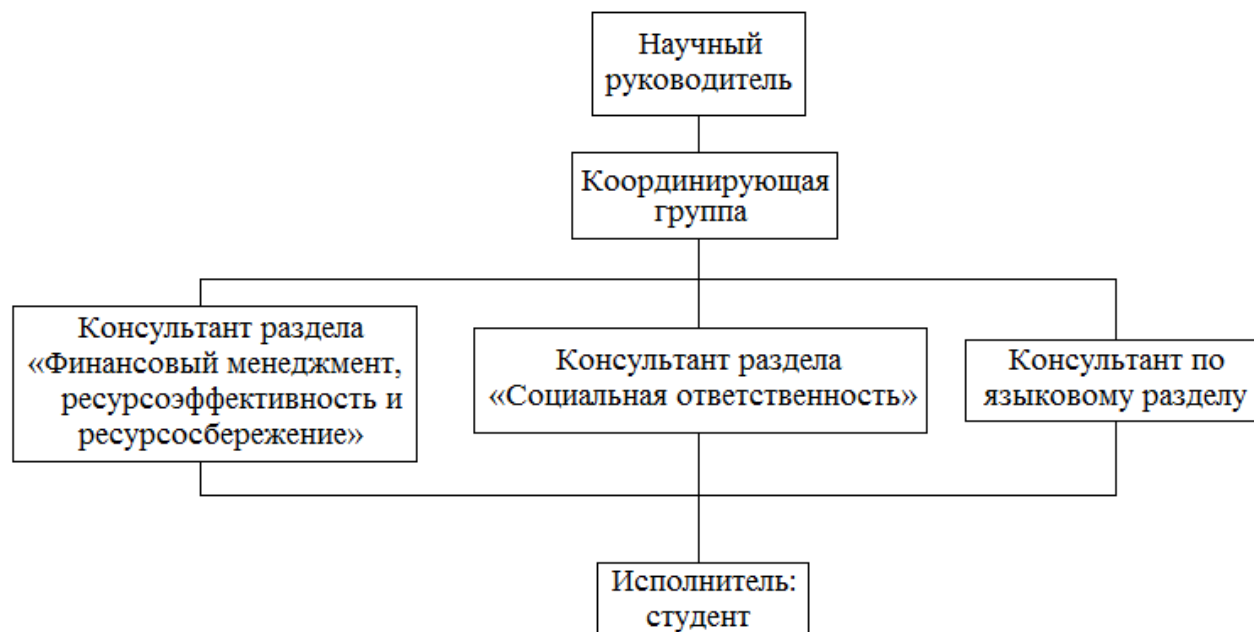 Научный
руководитель
Координирующая
группа
Консультант раздела
«Финансовый менеджмент,
ресурсоэффективность и
ресурсосбережение»
Консультант раздела
«Социальная ответственность»
Консультант по
языковому разделу
Исполнитель:
студент